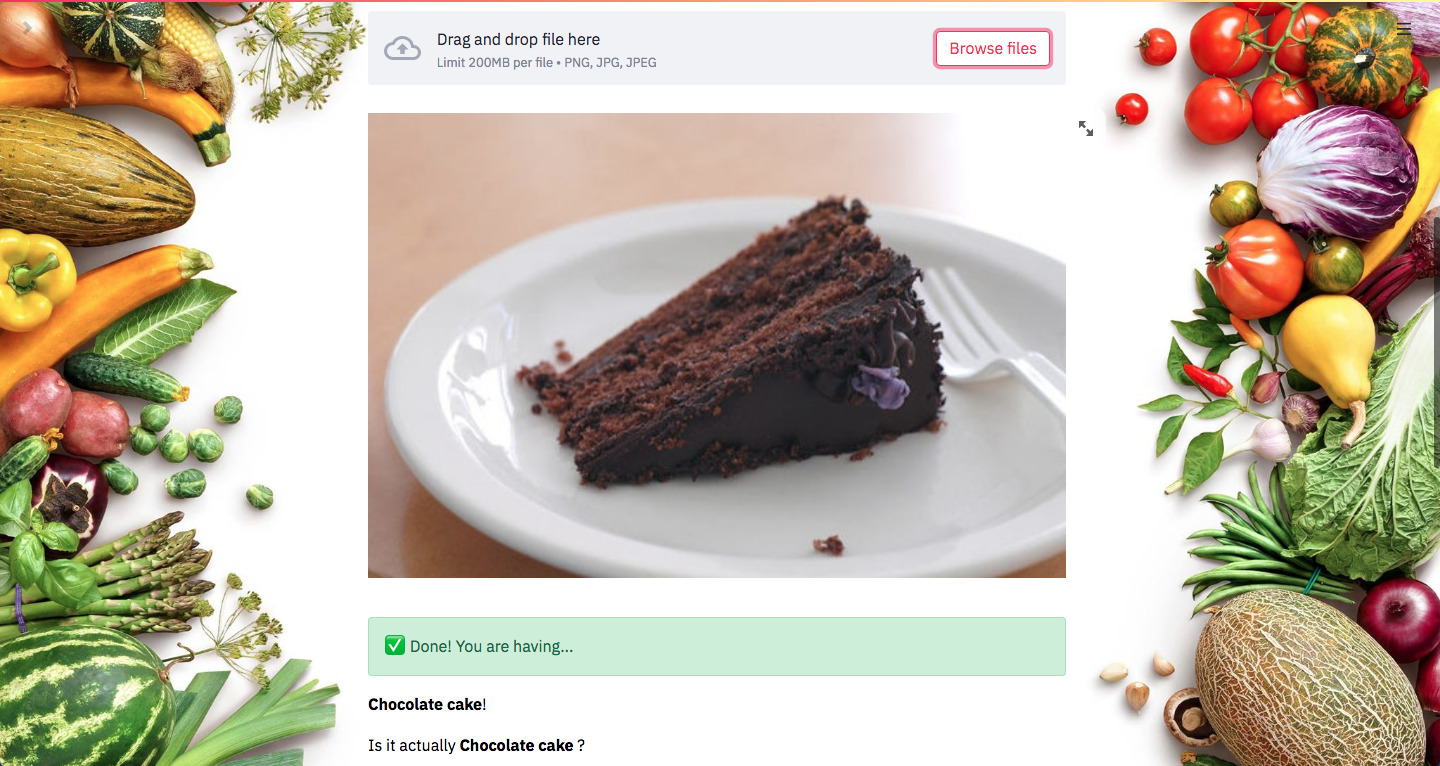 Drag and drop file here
Limit 200MB per file • PNG, JPG, JPEG
Browse files
Done! You are having...
Chocolate cake!
Is it actually Chocolate cake ?